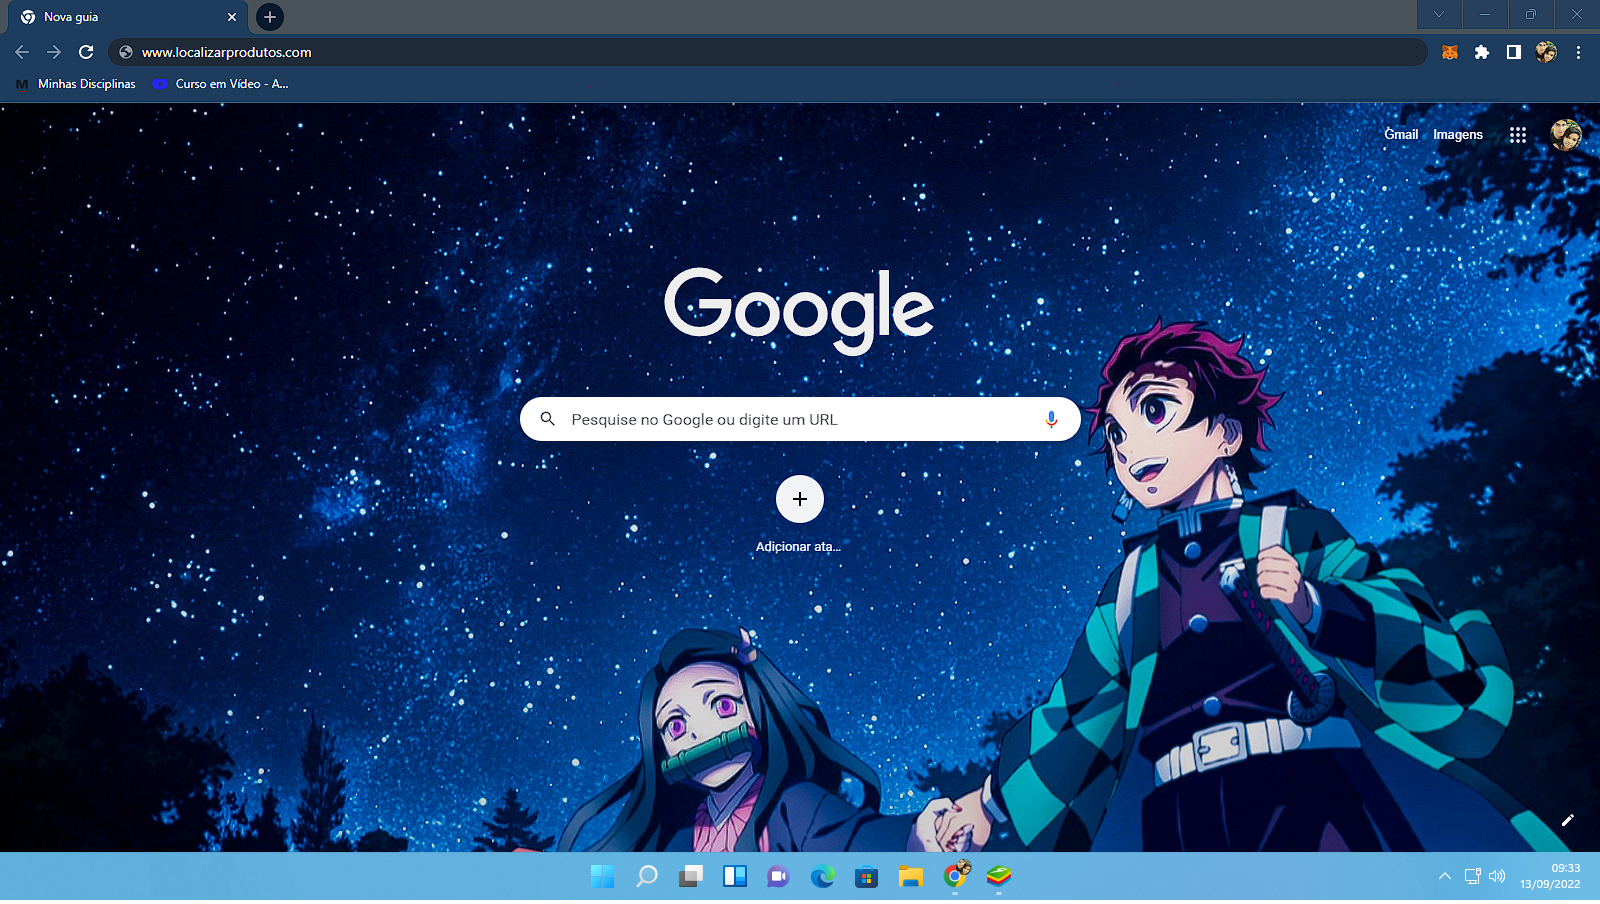 Nova guia
www.localizarprodutos.com
M Minhas Disciplinas Curso em Vídeo - A...
Gmail Imagens
Google
Pesquise no Google ou digite um URL
Adicionar ata...
09:33
13/09/2022